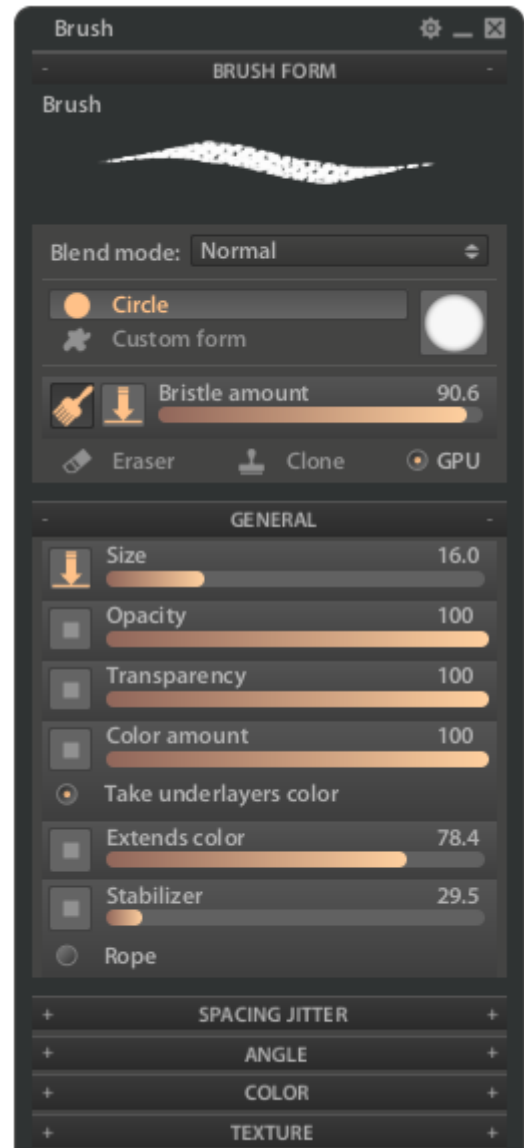 Brush
- BRUSH FORM -
Brush
Blend mode: Normal
Circle
Custom form
Bristle amount 90.6
Eraser Clone GPU
- GENERAL -
Size 16.0
Opacity 100
Transparency 100
Color amount 100
Take underlayers color
Extends color 78.4
Stabilizer 29.5
Rope
+ SPACING JITTER +
+ ANGLE +
+ COLOR +
+ TEXTURE +